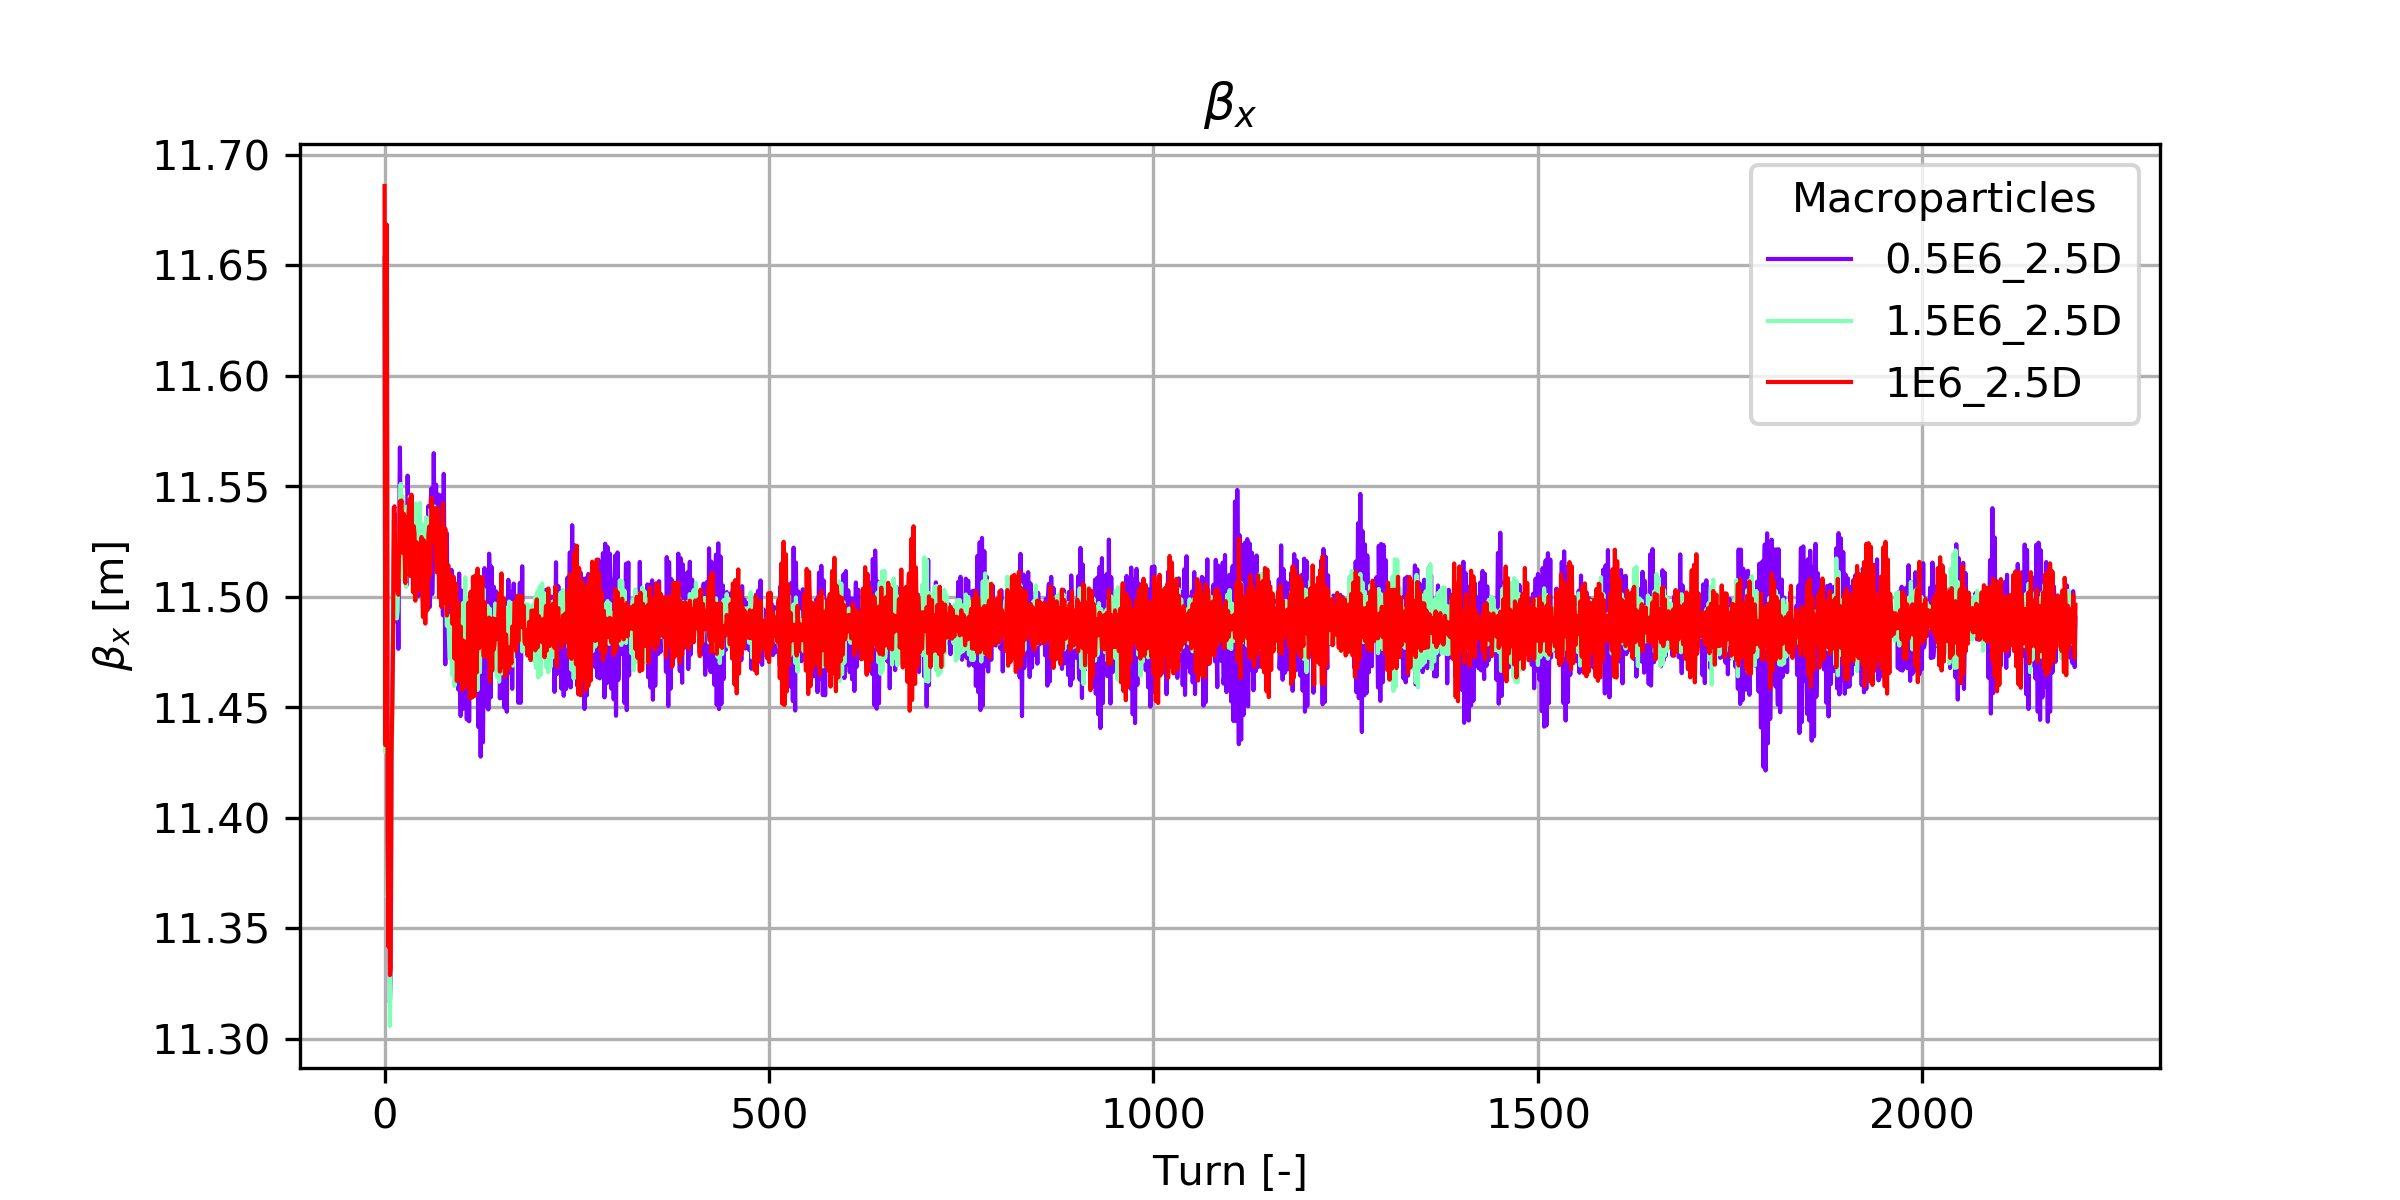 βx
11.70
11.65
11.60
11.55
11.50
11.45
11.40
11.35
11.30
βx [m]
Macroparticles
0.5E6_2.5D
1.5E6_2.5D
1E6_2.5D
0 500 1000 1500 2000
Turn [-]